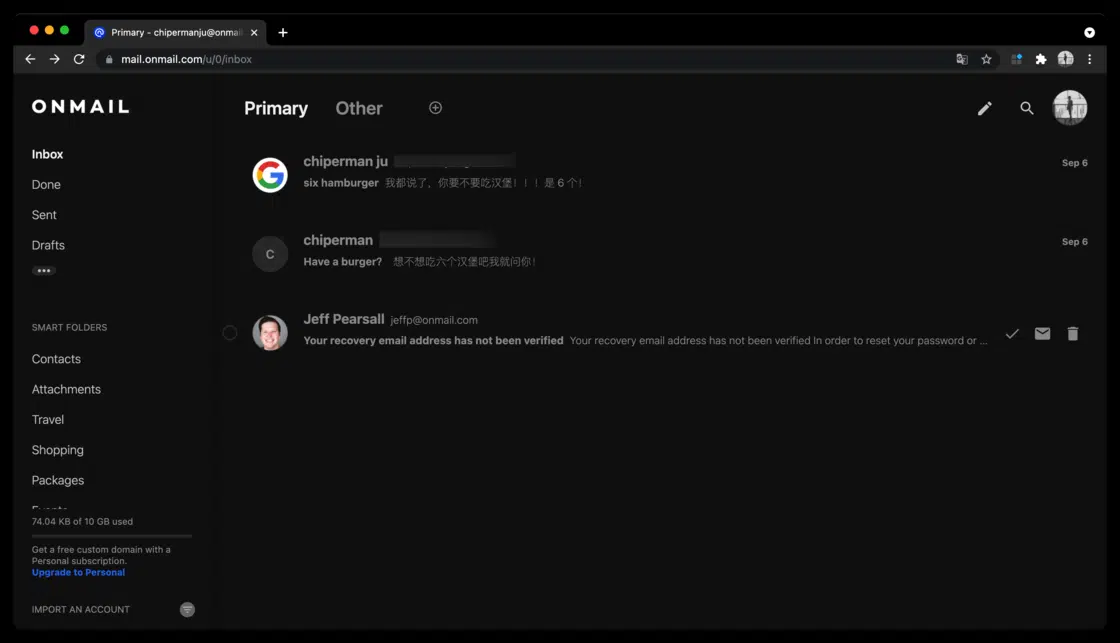 Primary - chipermanju@onmail
mail.onmail.com/u/0/inbox
ONMAIL
Primary
Other
Inbox
Done
Sent
Drafts
SMART FOLDERS
Contacts
Attachments
Travel
Shopping
Packages
74.04 KB of 10 GB used
Get a free custom domain with a
Personal subscription.
Upgrade to Personal
IMPORT AN ACCOUNT
chiperman ju
Sep 6
six hamburger 我都说了，你要不要吃汉堡！！！是 6 个！
chiperman
Sep 6
C
Have a burger? 想不想吃六个汉堡吧我就问你！
Jeff Pearsall jeffp@onmail.com
Your recovery email address has not been verified Your recovery email address has not been verified In order to reset your password or ...